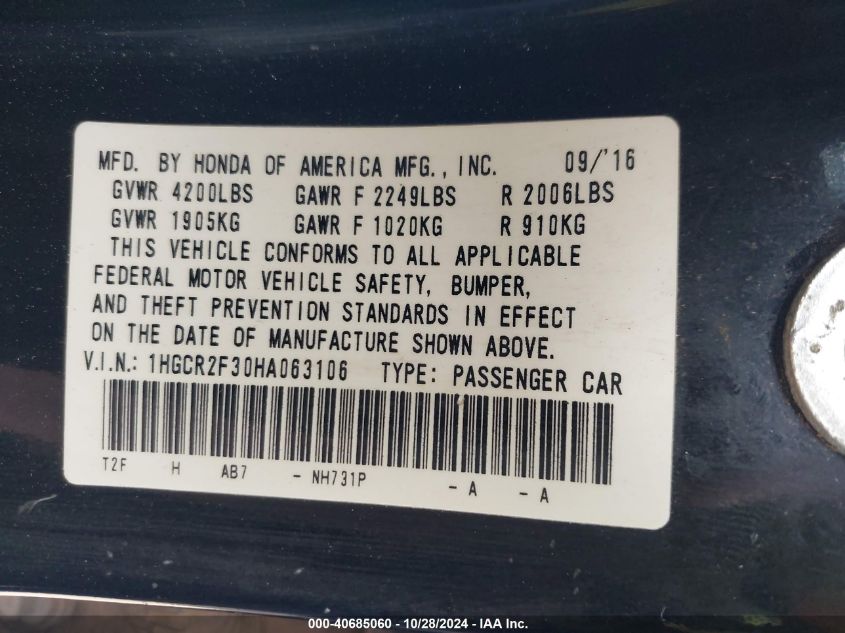 MFD. BY HONDA OF AMERICA MFG., INC. 09/'16
GVWR 4200LBS GAWR F 2249LBS R 2006LBS
GVWR 1905KG GAWR F 1020KG R 910KG
THIS VEHICLE CONFORMS TO ALL APPLICABLE
FEDERAL MOTOR VEHICLE SAFETY, BUMPER,
AND THEFT PREVENTION STANDARDS IN EFFECT
ON THE DATE OF MANUFACTURE SHOWN ABOVE.
V.I.N.: 1HGCR2F30HA063106 TYPE: PASSENGER CAR
T2F H AB7 - NH731P - A - A
000-40685060 - 10/28/2024 - IAA Inc.